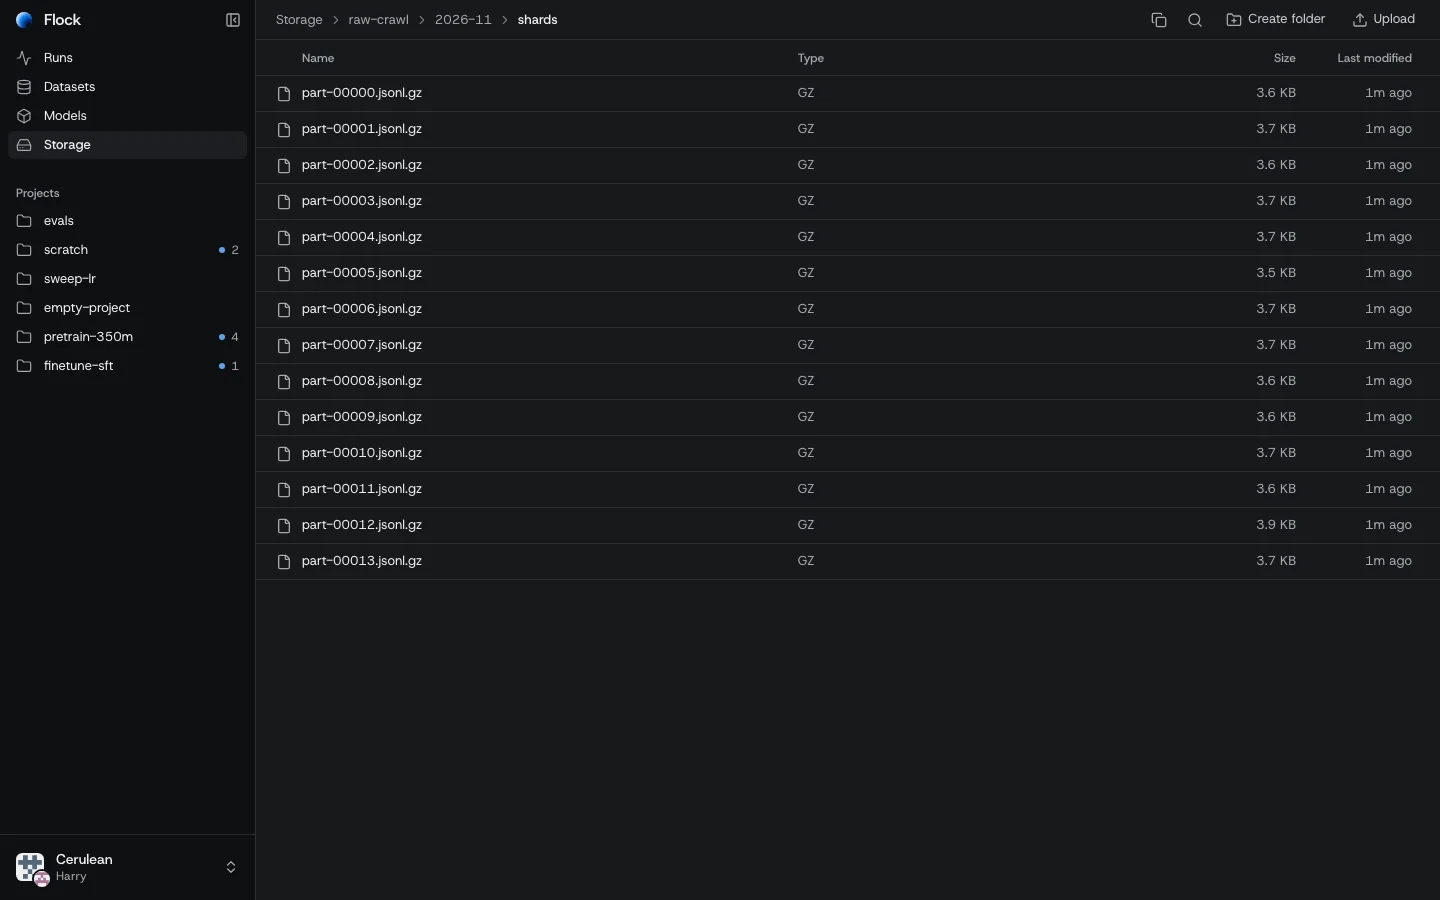 Flock
Runs
Datasets
Models
Storage
Projects
evals
scratch 2
sweep-lr
empty-project
pretrain-350m 4
finetune-sft 1
Cerulean
Harry
Storage > raw-crawl > 2026-11 > shards
Create folder
Upload
Name Type Size Last modified
part-00000.jsonl.gz GZ 3.6 KB 1m ago
part-00001.jsonl.gz GZ 3.7 KB 1m ago
part-00002.jsonl.gz GZ 3.6 KB 1m ago
part-00003.jsonl.gz GZ 3.7 KB 1m ago
part-00004.jsonl.gz GZ 3.7 KB 1m ago
part-00005.jsonl.gz GZ 3.5 KB 1m ago
part-00006.jsonl.gz GZ 3.7 KB 1m ago
part-00007.jsonl.gz GZ 3.7 KB 1m ago
part-00008.jsonl.gz GZ 3.6 KB 1m ago
part-00009.jsonl.gz GZ 3.6 KB 1m ago
part-00010.jsonl.gz GZ 3.7 KB 1m ago
part-00011.jsonl.gz GZ 3.6 KB 1m ago
part-00012.jsonl.gz GZ 3.9 KB 1m ago
part-00013.jsonl.gz GZ 3.7 KB 1m ago